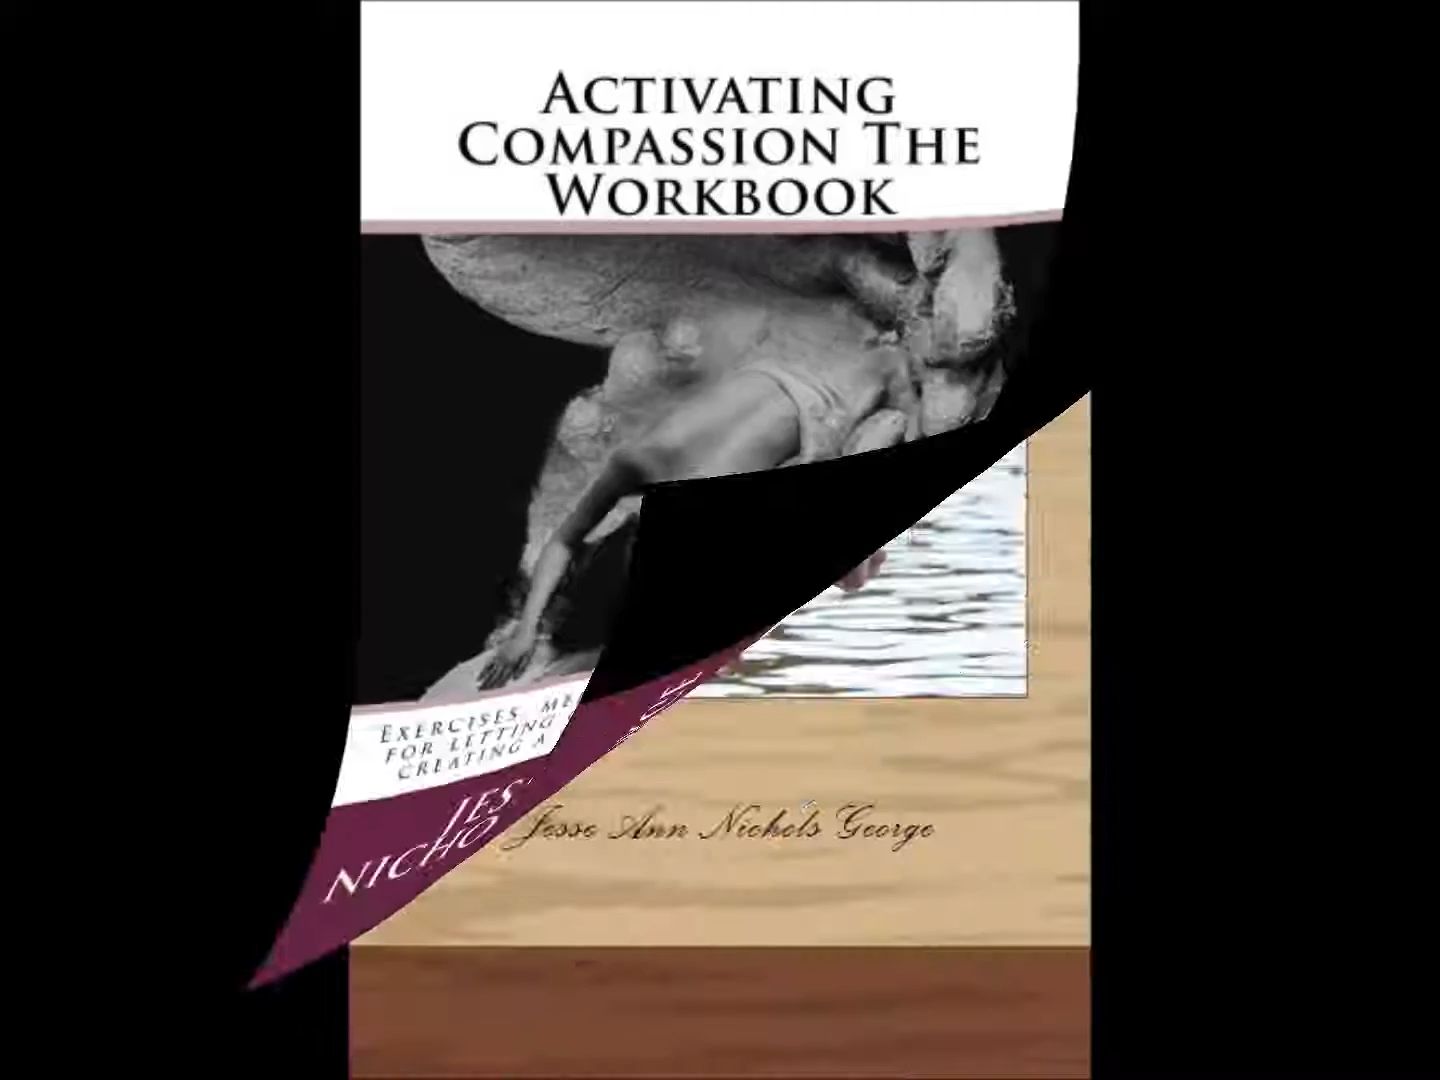 ACTIVATING
COMPASSION THE
WORKBOOK
EXERCISES, ME
FOR LETTING
CREATING A
JES
NICHO
Jesse Ann Nichols George